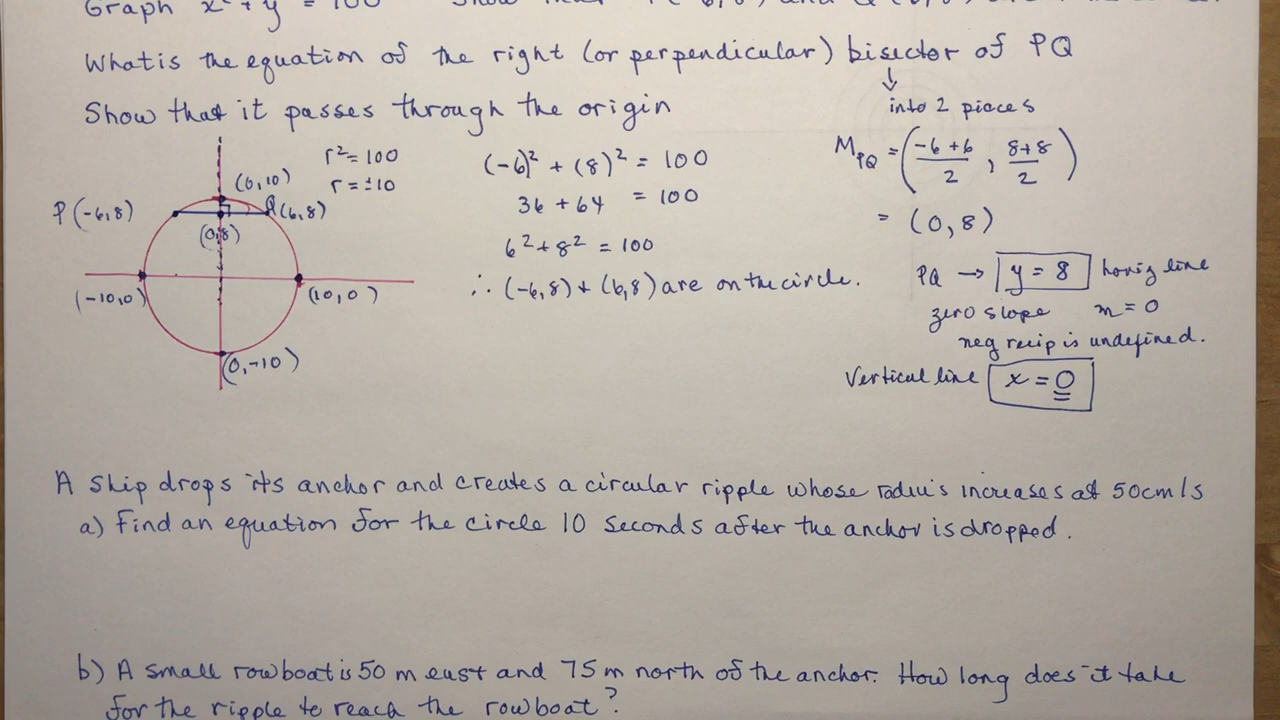 Graph x² + y² = 100
What is the equation of the right (or perpendicular) bisector of PQ
↓
into 2 pieces
Show that it passes through the origin
r² = 100
r = ±10
(0,10)
P(-6,8)
Q(6,8)
(0,8)
(-10,0)
(10,0)
(0,-10)
(-6)² + (8)² = 100
36 + 64 = 100
6² + 8² = 100
∴ (-6,8) + (6,8) are on the circle.
M_PQ = (-6+6/2, 8+8/2)
= (0,8)
PQ → y = 8 horiz line
zero slope m = 0
neg recip is undefined.
Vertical line x = 0
A ship drops its anchor and creates a circular ripple whose radius increases at 50cm/s
a) Find an equation for the circle 10 seconds after the anchor is dropped.
b) A small rowboat is 50 m east and 75 m north of the anchor. How long does it take
for the ripple to reach the rowboat?